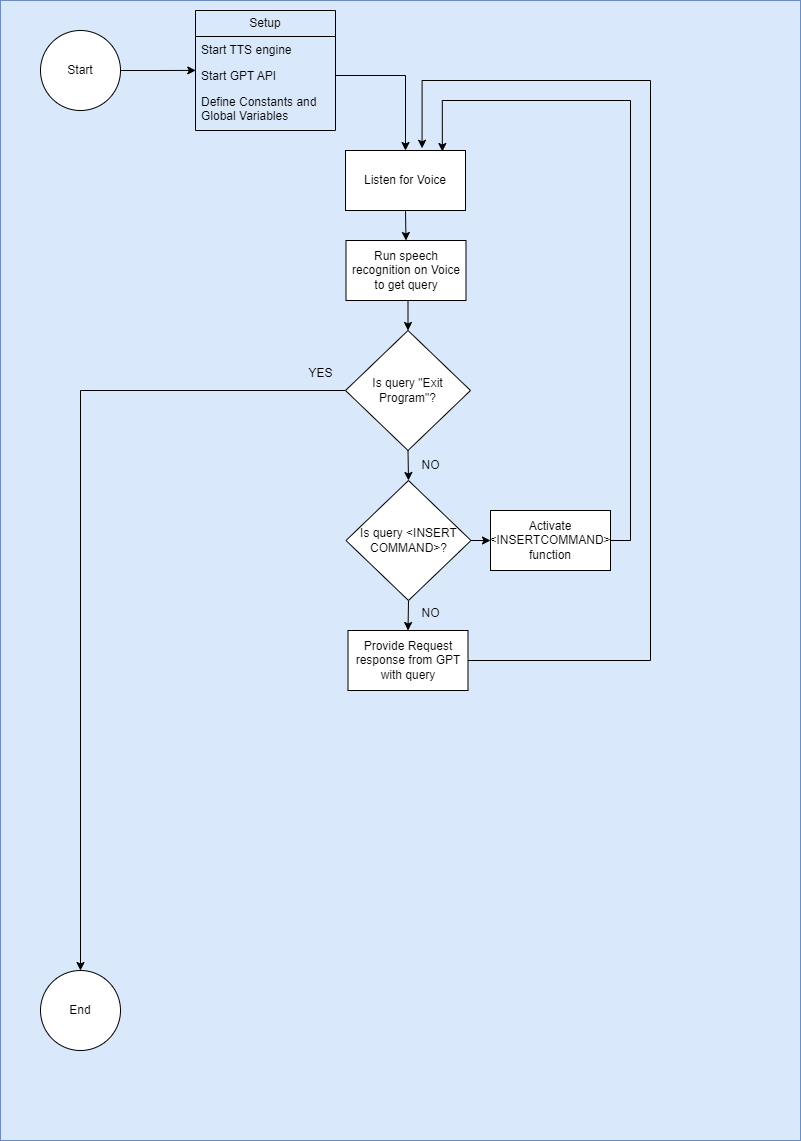 Setup
Start
Start TTS engine
Start GPT API
Define Constants and
Global Variables
Listen for Voice
Run speech
recognition on Voice
to get query
YES
Is query "Exit
Program"?
NO
Is query <INSERT
COMMAND>?
Activate
<INSERTCOMMAND>
function
NO
Provide Request
response from GPT
with query
End